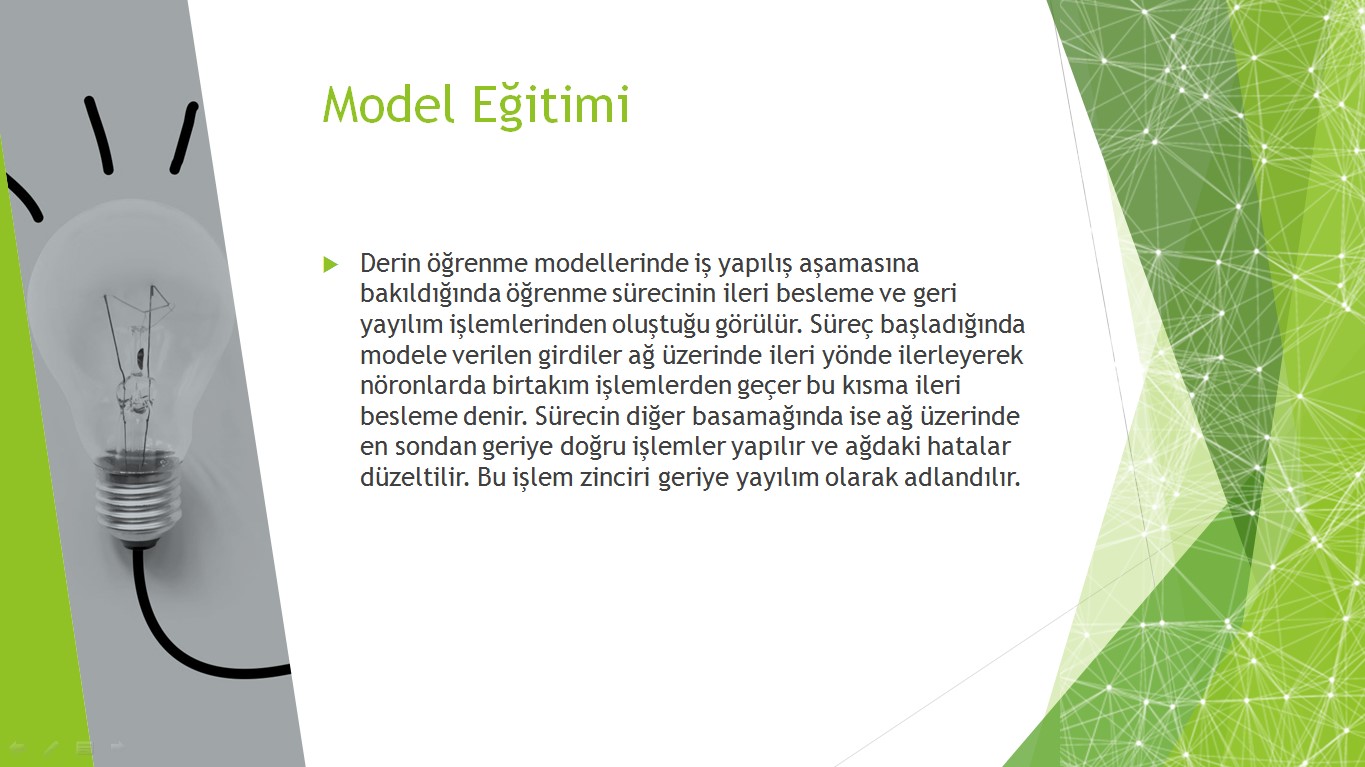 Model Eğitimi
Derin öğrenme modellerinde iş yapılış aşamasına
bakıldığında öğrenme sürecinin ileri besleme ve geri
yayılım işlemlerinden oluştuğu görülür. Süreç başladığında
modele verilen girdiler ağ üzerinde ileri yönde ilerleyerek
nöronlarda birtakım işlemlerden geçer bu kısma ileri
besleme denir. Sürecin diğer basamağında ise ağ üzerinde
en sondan geriye doğru işlemler yapılır ve ağdaki hatalar
düzeltilir. Bu işlem zinciri geriye yayılım olarak adlandılır.